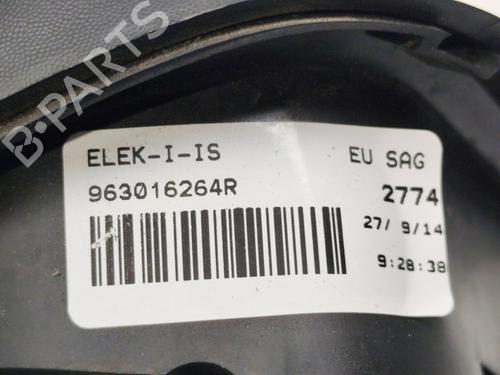 B-PARTS
ELEK-I-IS EU SAG
963016264R 2774
27/ 9/14
9:28:38